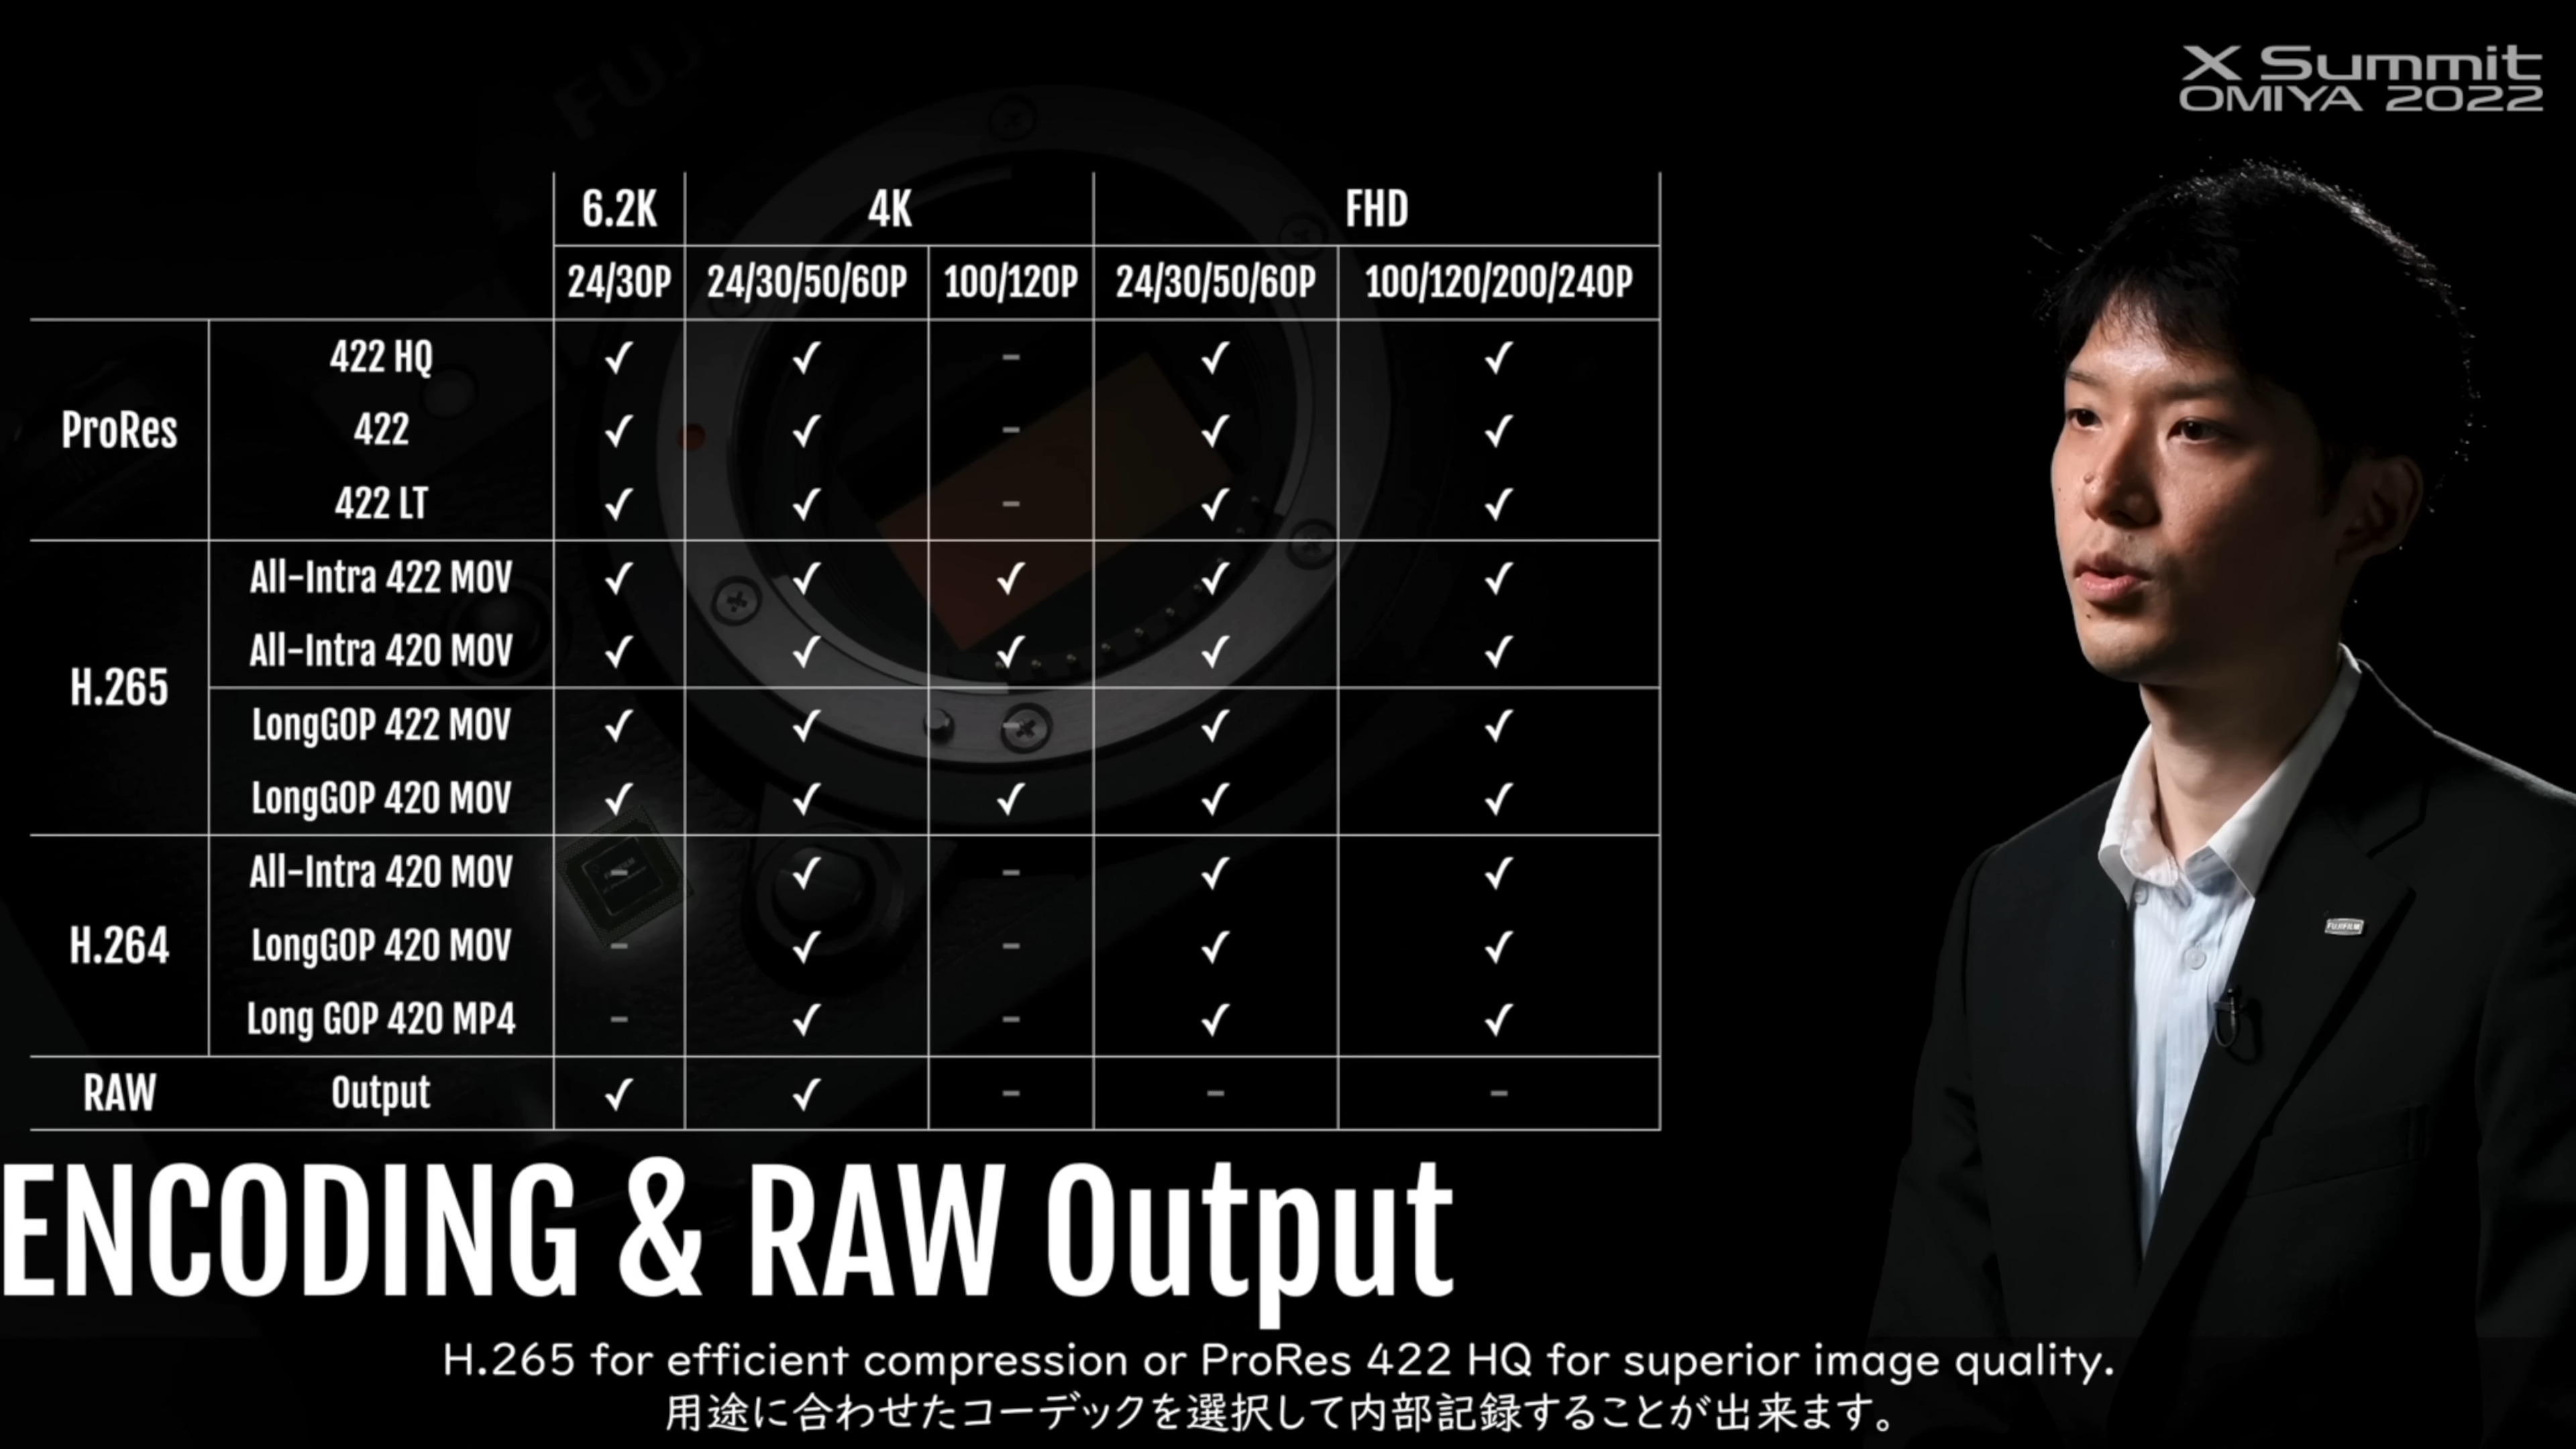 FUJ
X Summit
OMIYA 2022
6.2K 4K FHD
24/30P 24/30/50/60P 100/120P 24/30/50/60P 100/120/200/240P
ProRes
422 HQ ✓ ✓ - ✓ ✓
422 ✓ ✓ - ✓ ✓
422 LT ✓ ✓ - ✓ ✓
H.265
All-Intra 422 MOV ✓ ✓ ✓ ✓ ✓
All-Intra 420 MOV ✓ ✓ ✓ ✓ ✓
LongGOP 422 MOV ✓ ✓ - ✓ ✓
LongGOP 420 MOV ✓ ✓ ✓ ✓ ✓
H.264
All-Intra 420 MOV - ✓ - ✓ ✓
LongGOP 420 MOV - ✓ - ✓ ✓
Long GOP 420 MP4 - ✓ - ✓ ✓
RAW Output ✓ ✓ - - -
FUJIFILM
ENCODING & RAW Output
H.265 for efficient compression or ProRes 422 HQ for superior image quality.
用途に合わせたコーデックを選択して内部記録することが出来ます。